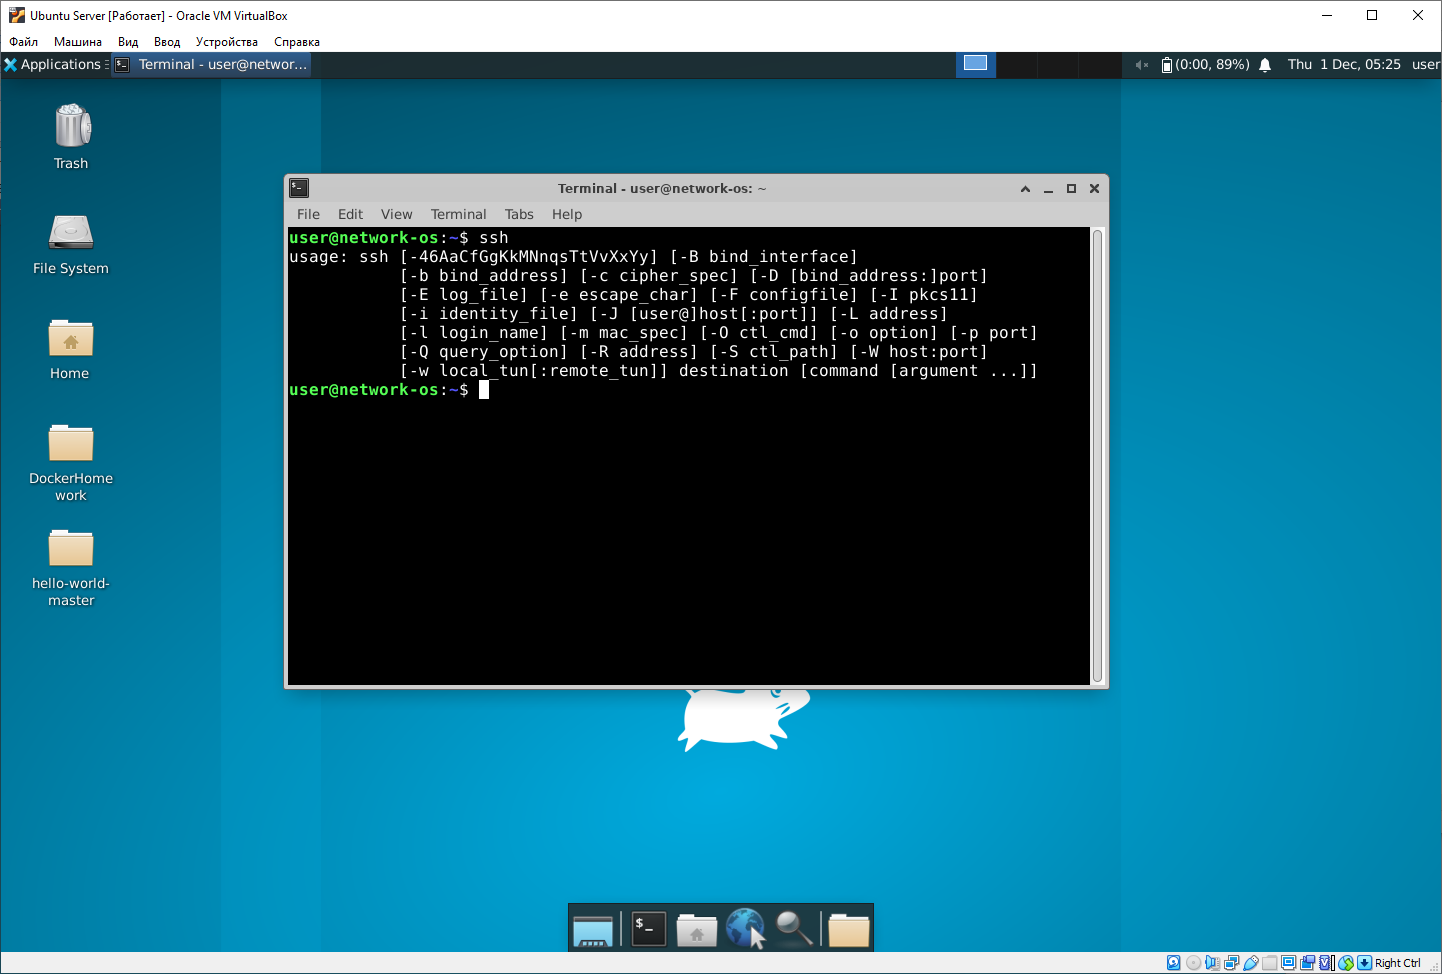 Ubuntu Server [Работает] - Oracle VM VirtualBox
Файл Машина Вид Ввод Устройства Справка
Applications Terminal - user@networ... (0:00, 89%) Thu 1 Dec, 05:25 user
Trash
File System
Home
DockerHome
work
hello-world-
master
Terminal - user@network-os: ~
File Edit View Terminal Tabs Help
user@network-os:~$ ssh
usage: ssh [-46AaCfGgKkMNnqsTtVvXxYy] [-B bind_interface]
           [-b bind_address] [-c cipher_spec] [-D [bind_address:]port]
           [-E log_file] [-e escape_char] [-F configfile] [-I pkcs11]
           [-i identity_file] [-J [user@]host[:port]] [-L address]
           [-l login_name] [-m mac_spec] [-O ctl_cmd] [-o option] [-p port]
           [-Q query_option] [-R address] [-S ctl_path] [-W host:port]
           [-w local_tun[:remote_tun]] destination [command [argument ...]]
user@network-os:~$
$_
Right Ctrl